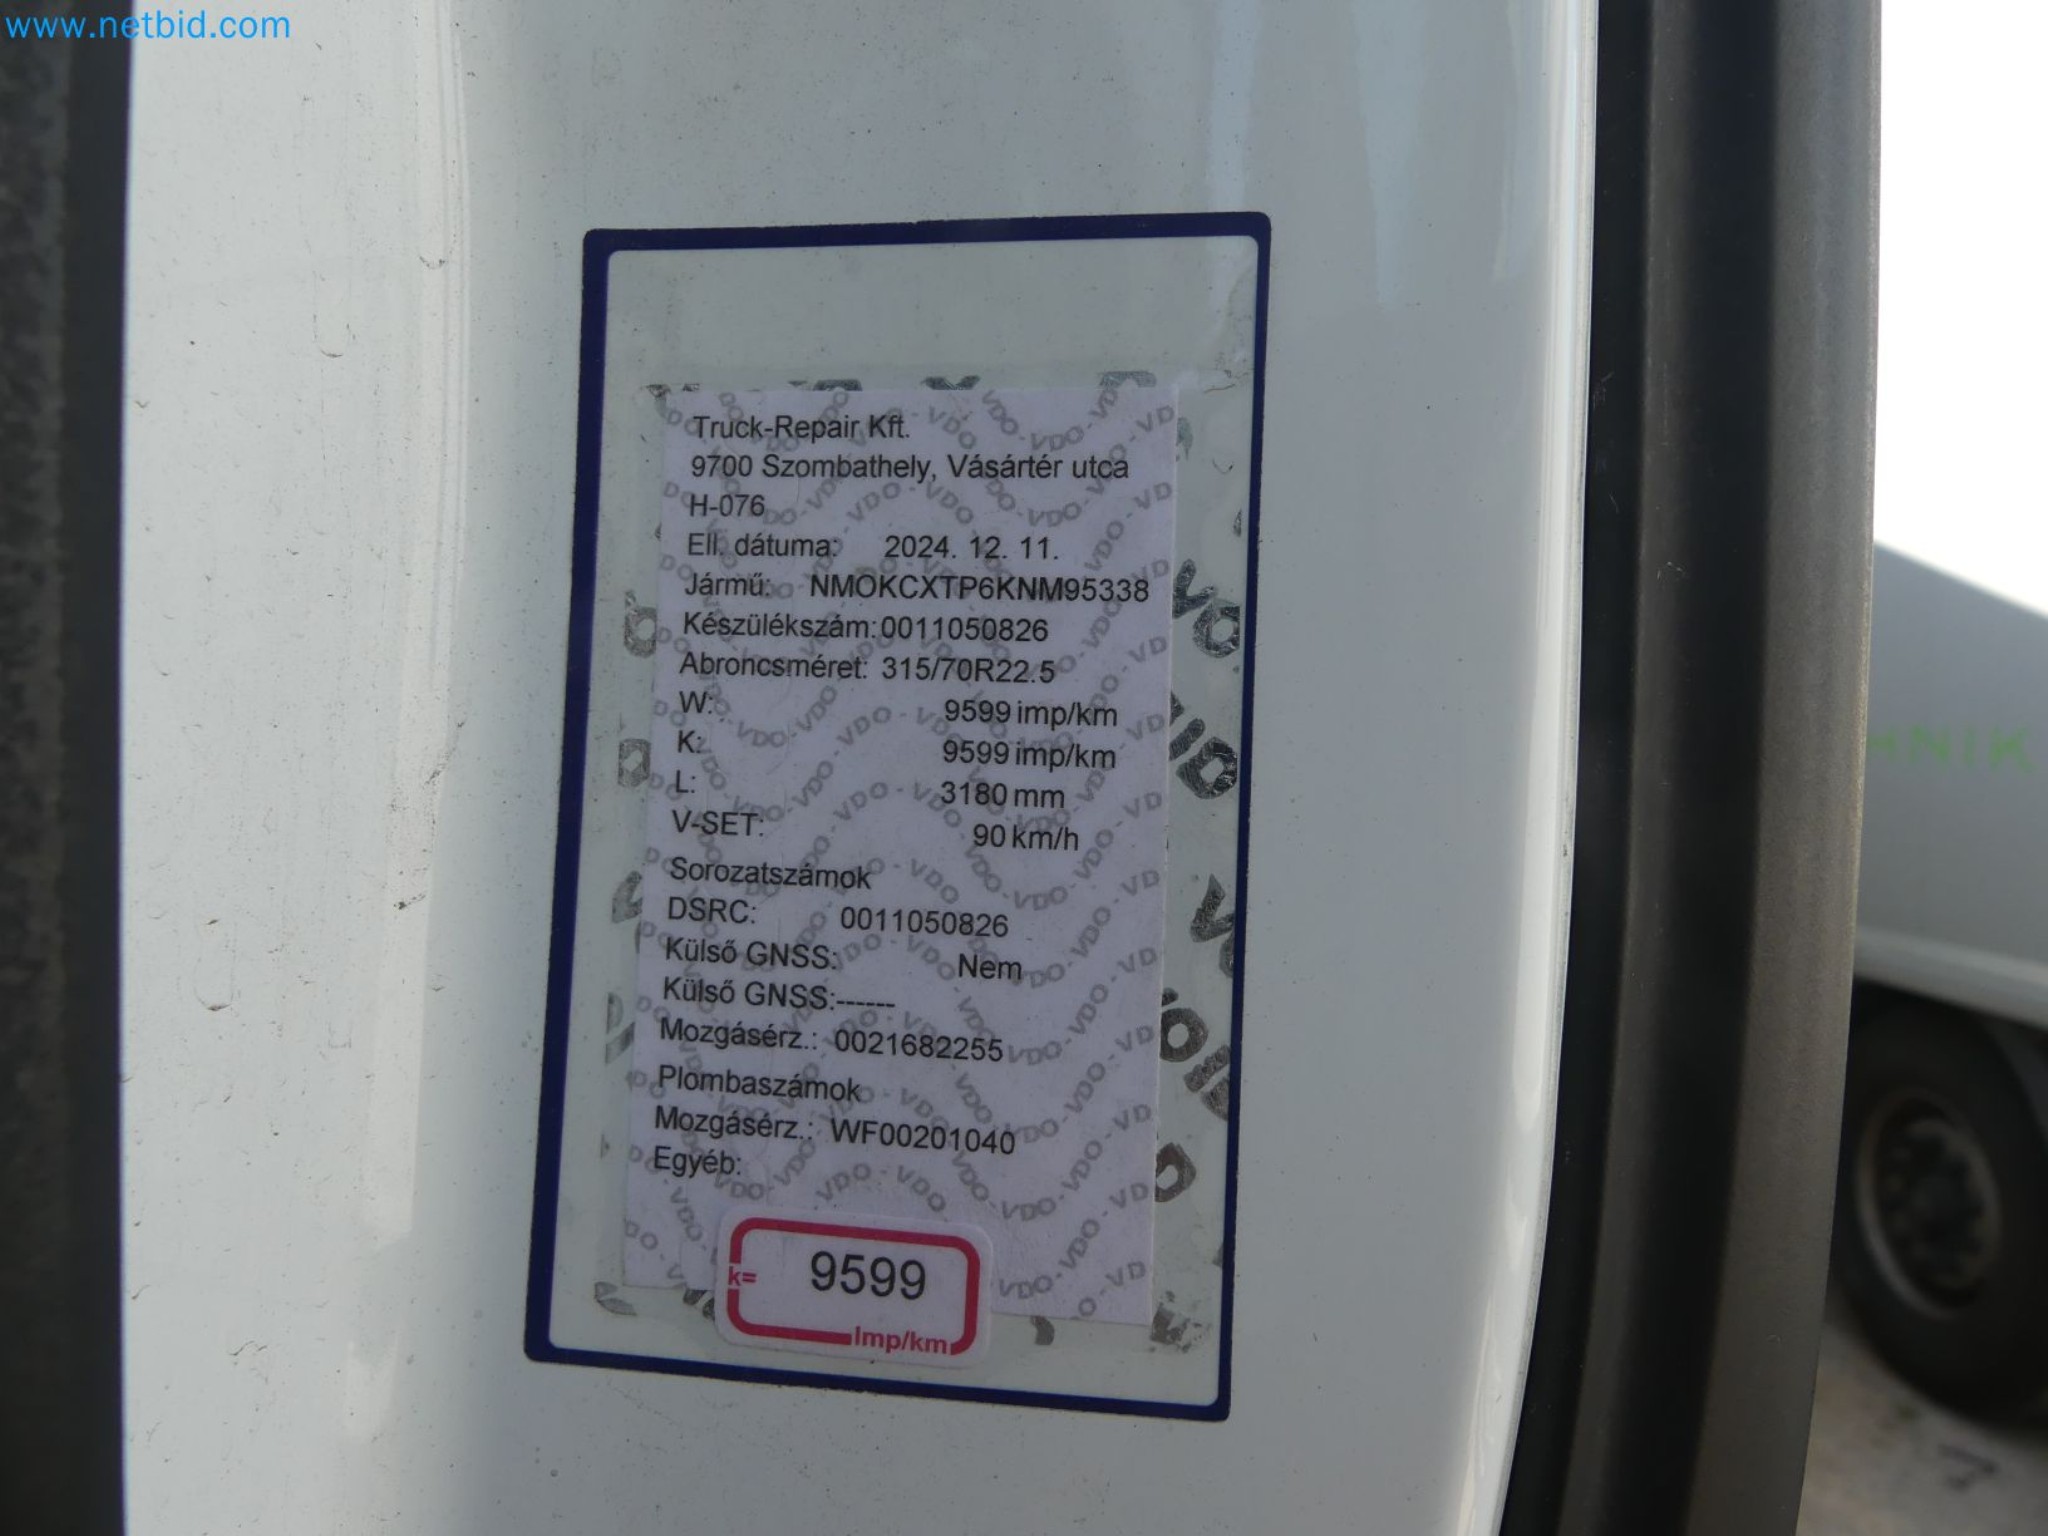 www.netbid.com
Truck-Repair Kft.
9700 Szombathely, Vásártér utca
H-076
Ell. dátuma: 2024. 12. 11.
Jármű: NMOKCXTP6KNM95338
Készülékszám: 0011050826
Abroncsméret: 315/70R22.5
W: 9599 imp/km
K: 9599 imp/km
L: 3180 mm
V-SET: 90 km/h
Sorozatszámok
DSRC: 0011050826
Külső GNSS: Nem
Külső GNSS:------
Mozgásérz.: 0021682255
Plombaszámok
Mozgásérz.: WF00201040
Egyéb:
k= 9599
Imp/km
HNIK